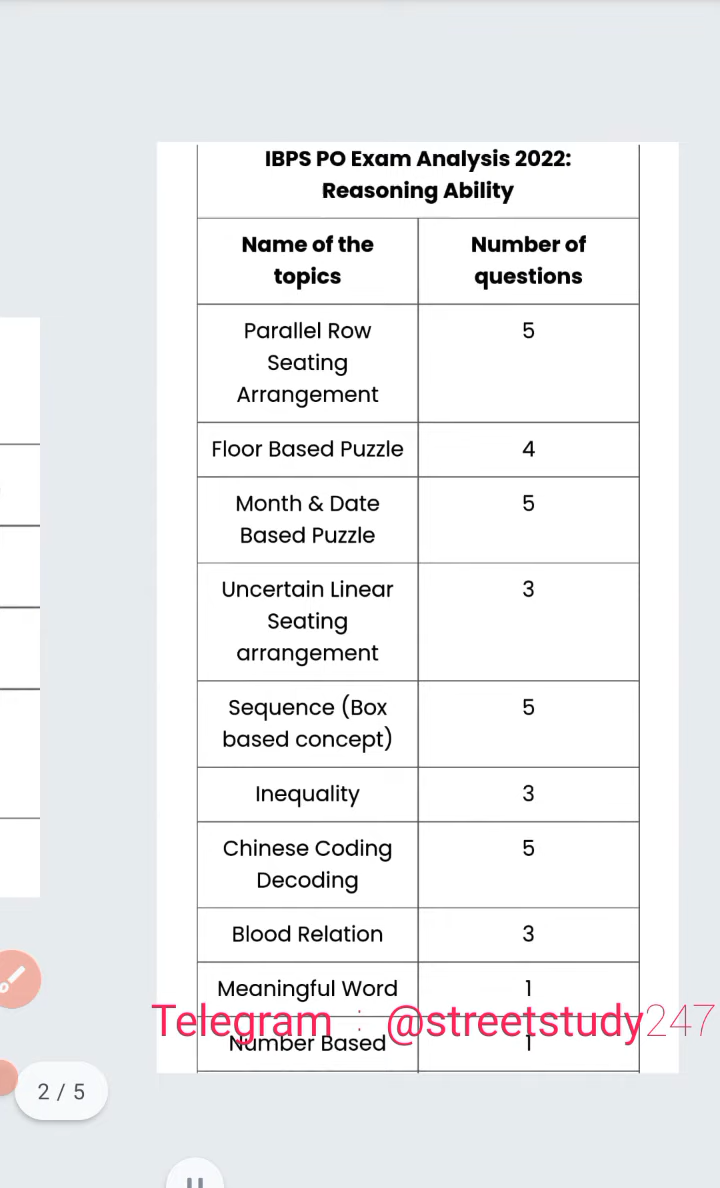 IBPS PO Exam Analysis 2022:
Reasoning Ability
Name of the
topics
Number of
questions
Parallel Row
Seating
Arrangement
5
Floor Based Puzzle
4
Month & Date
Based Puzzle
5
Uncertain Linear
Seating
arrangement
3
Sequence (Box
based concept)
5
Inequality
3
Chinese Coding
Decoding
5
Blood Relation
3
Meaningful Word
1
Telegram : @streetstudy247
Number Based
1
2 / 5